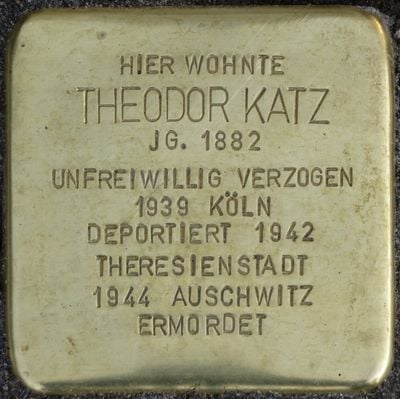 HIER WOHNTE
THEODOR KATZ
JG. 1882
UNFREIWILLIG VERZOGEN
1939 KÖLN
DEPORTIERT 1942
THERESIENSTADT
1944 AUSCHWITZ
ERMORDET